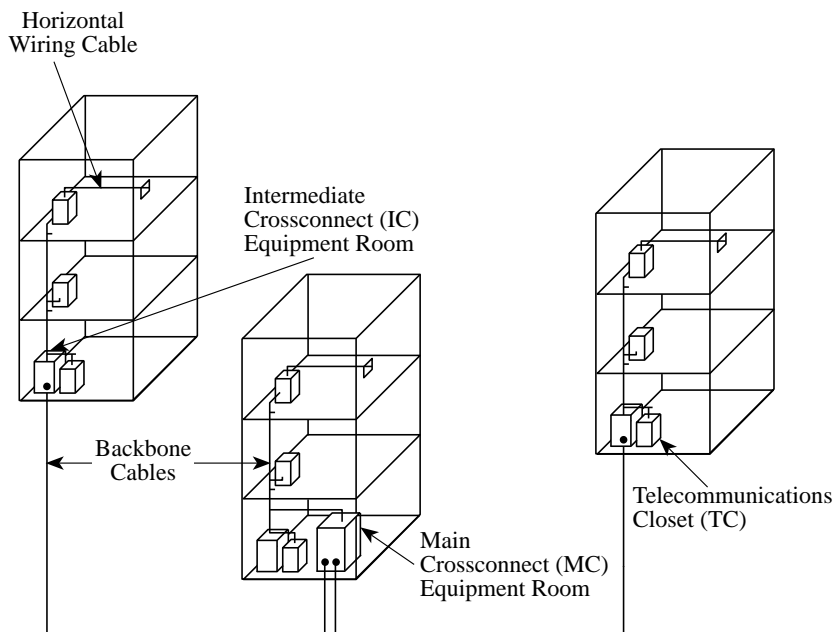 Horizontal
Wiring Cable
Intermediate
Crossconnect (IC)
Equipment Room
Backbone
Cables
Main
Crossconnect (MC)
Equipment Room
Telecommunications
Closet (TC)